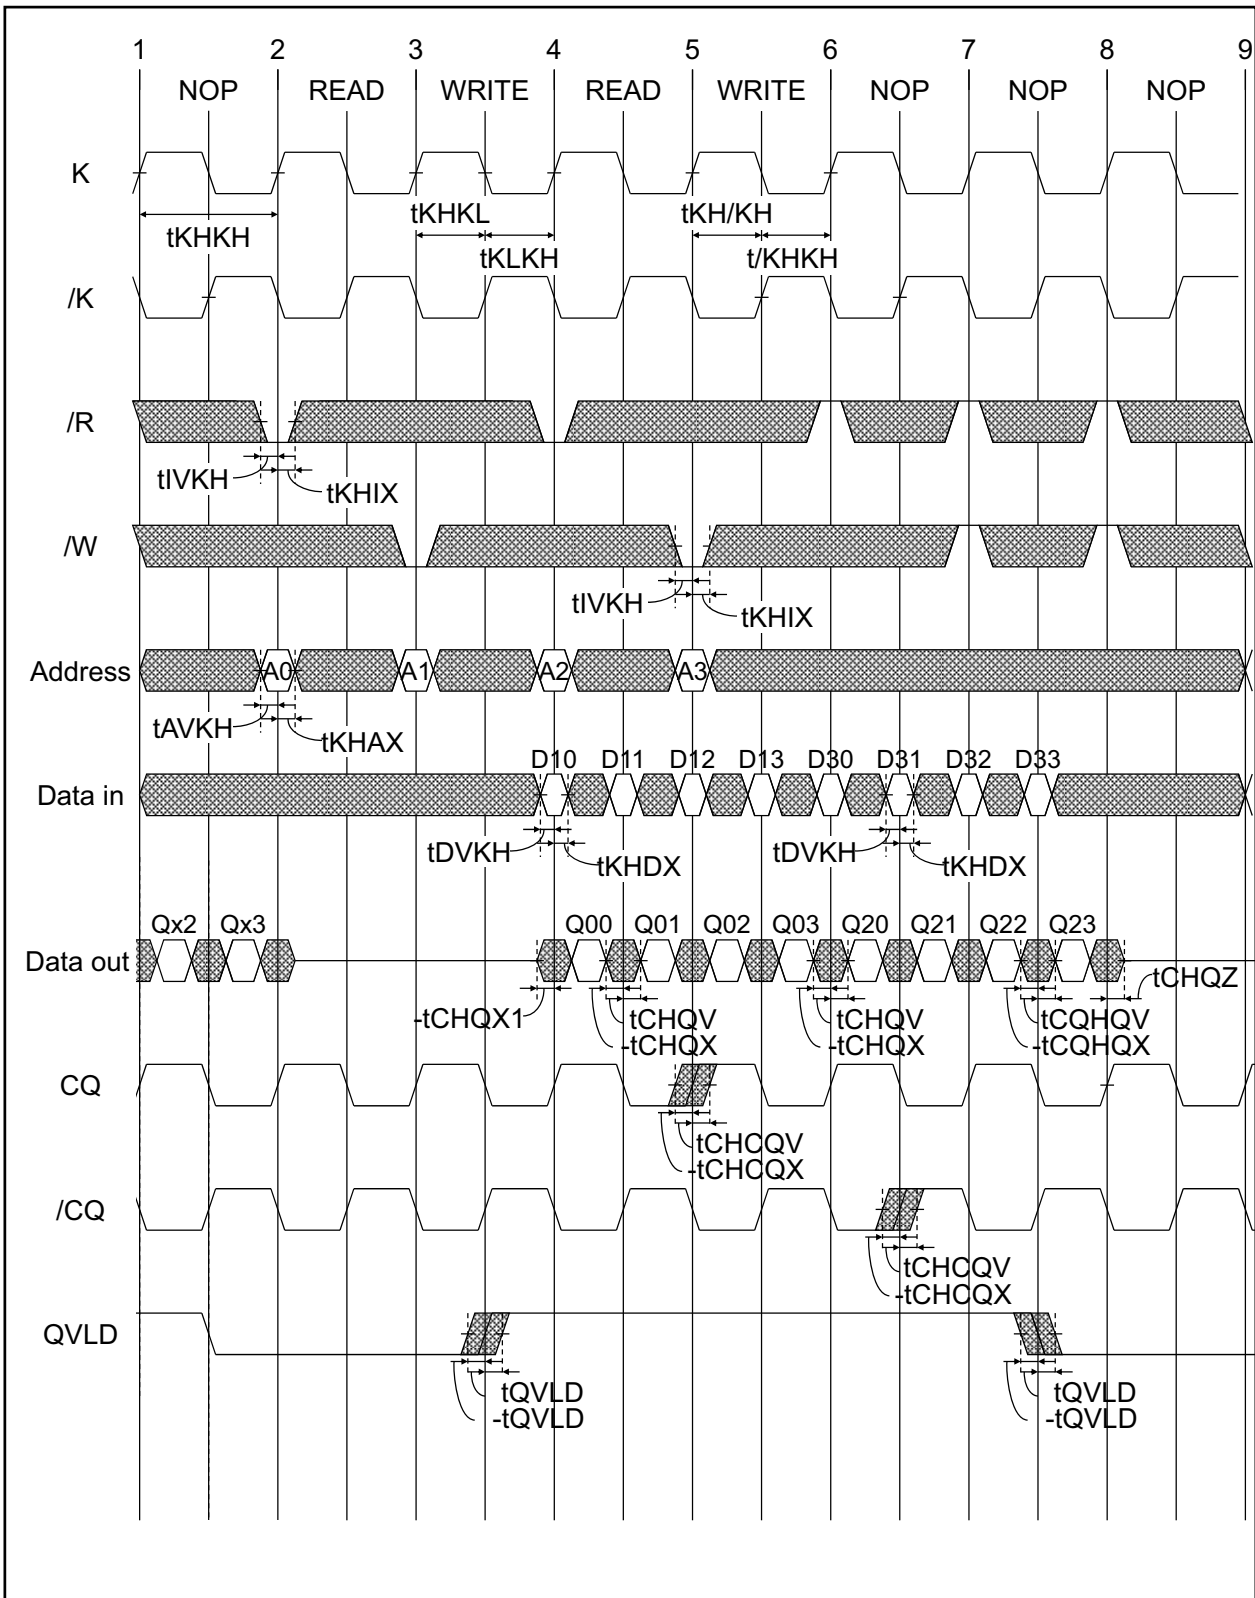 1 2 3 4 5 6 7 8 9
NOP READ WRITE READ WRITE NOP NOP NOP
K
tKHKH
tKHKL
tKLKH
tKH/KH
t/KHKH
/K
/R
tIVKH
tKHIX
/W
tIVKH
tKHIX
Address A0 A1 A2 A3
tAVKH
tKHAX
D10 D11 D12 D13 D30 D31 D32 D33
Data in
tDVKH
tKHDX
tDVKH
tKHDX
Qx2 Qx3 Q00 Q01 Q02 Q03 Q20 Q21 Q22 Q23
Data out
tCHQZ
-tCHQX1
tCHQV
-tCHQX
tCHQV
-tCHQX
tCQHQV
-tCQHQX
CQ
tCHCQV
-tCHCQX
/CQ
tCHCQV
-tCHCQX
QVLD
tQVLD
-tQVLD
tQVLD
-tQVLD